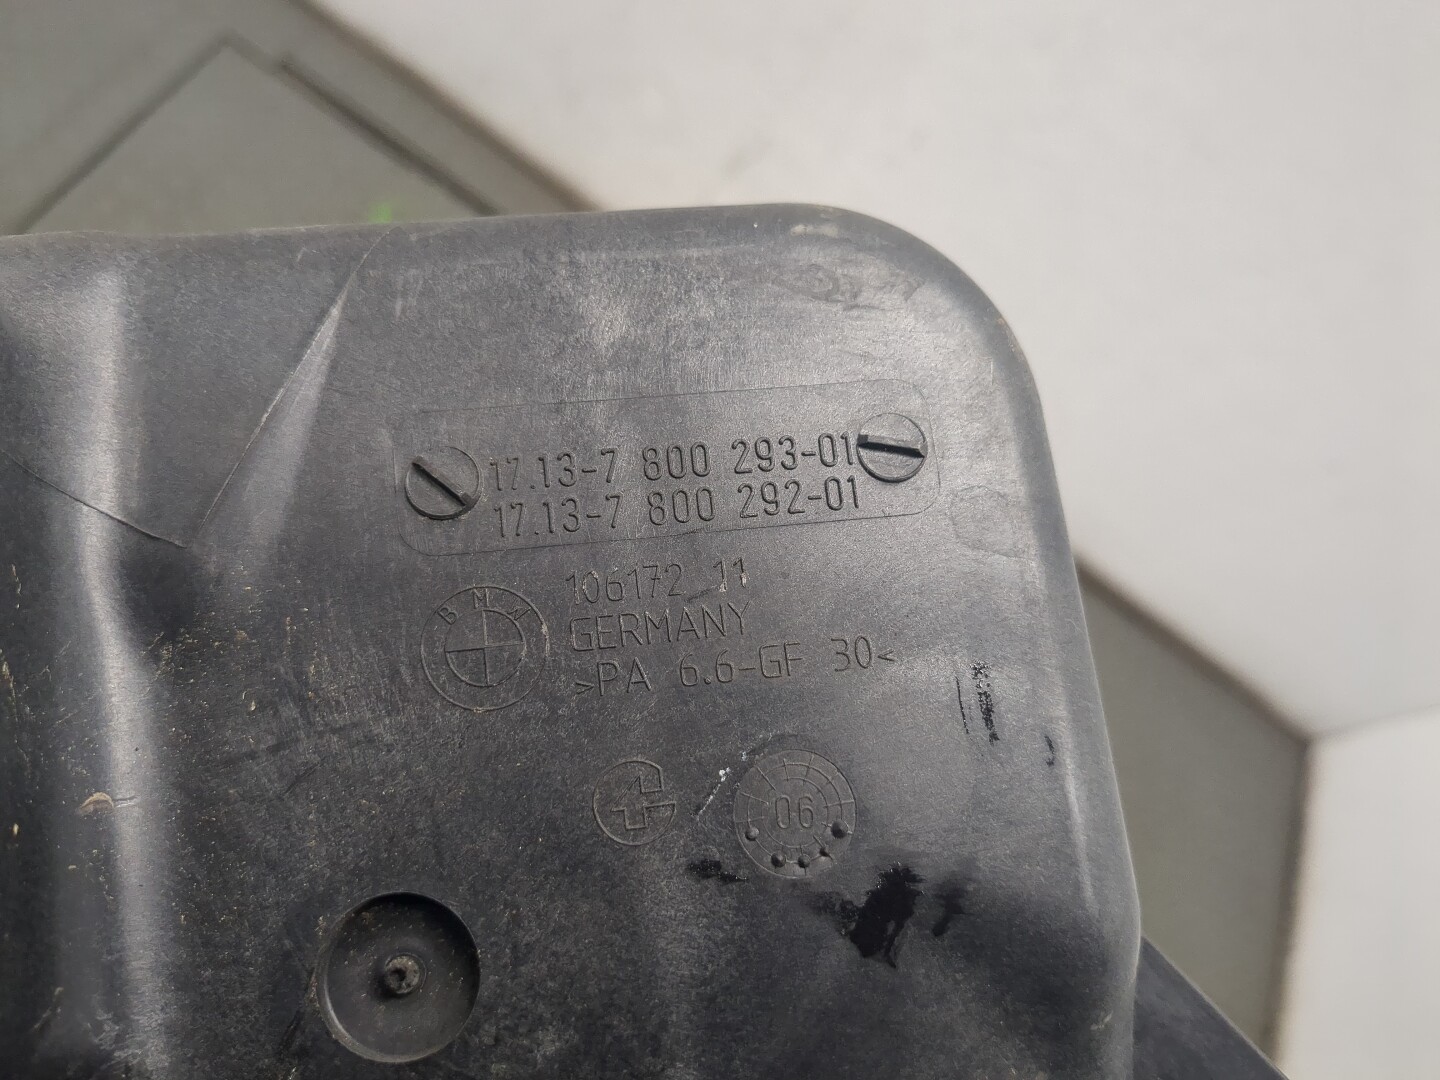 17.13-7 800 293-01
17.13-7 800 292-01
106172 11
BMW
GERMANY
>PA 6.6-GF 30<
06